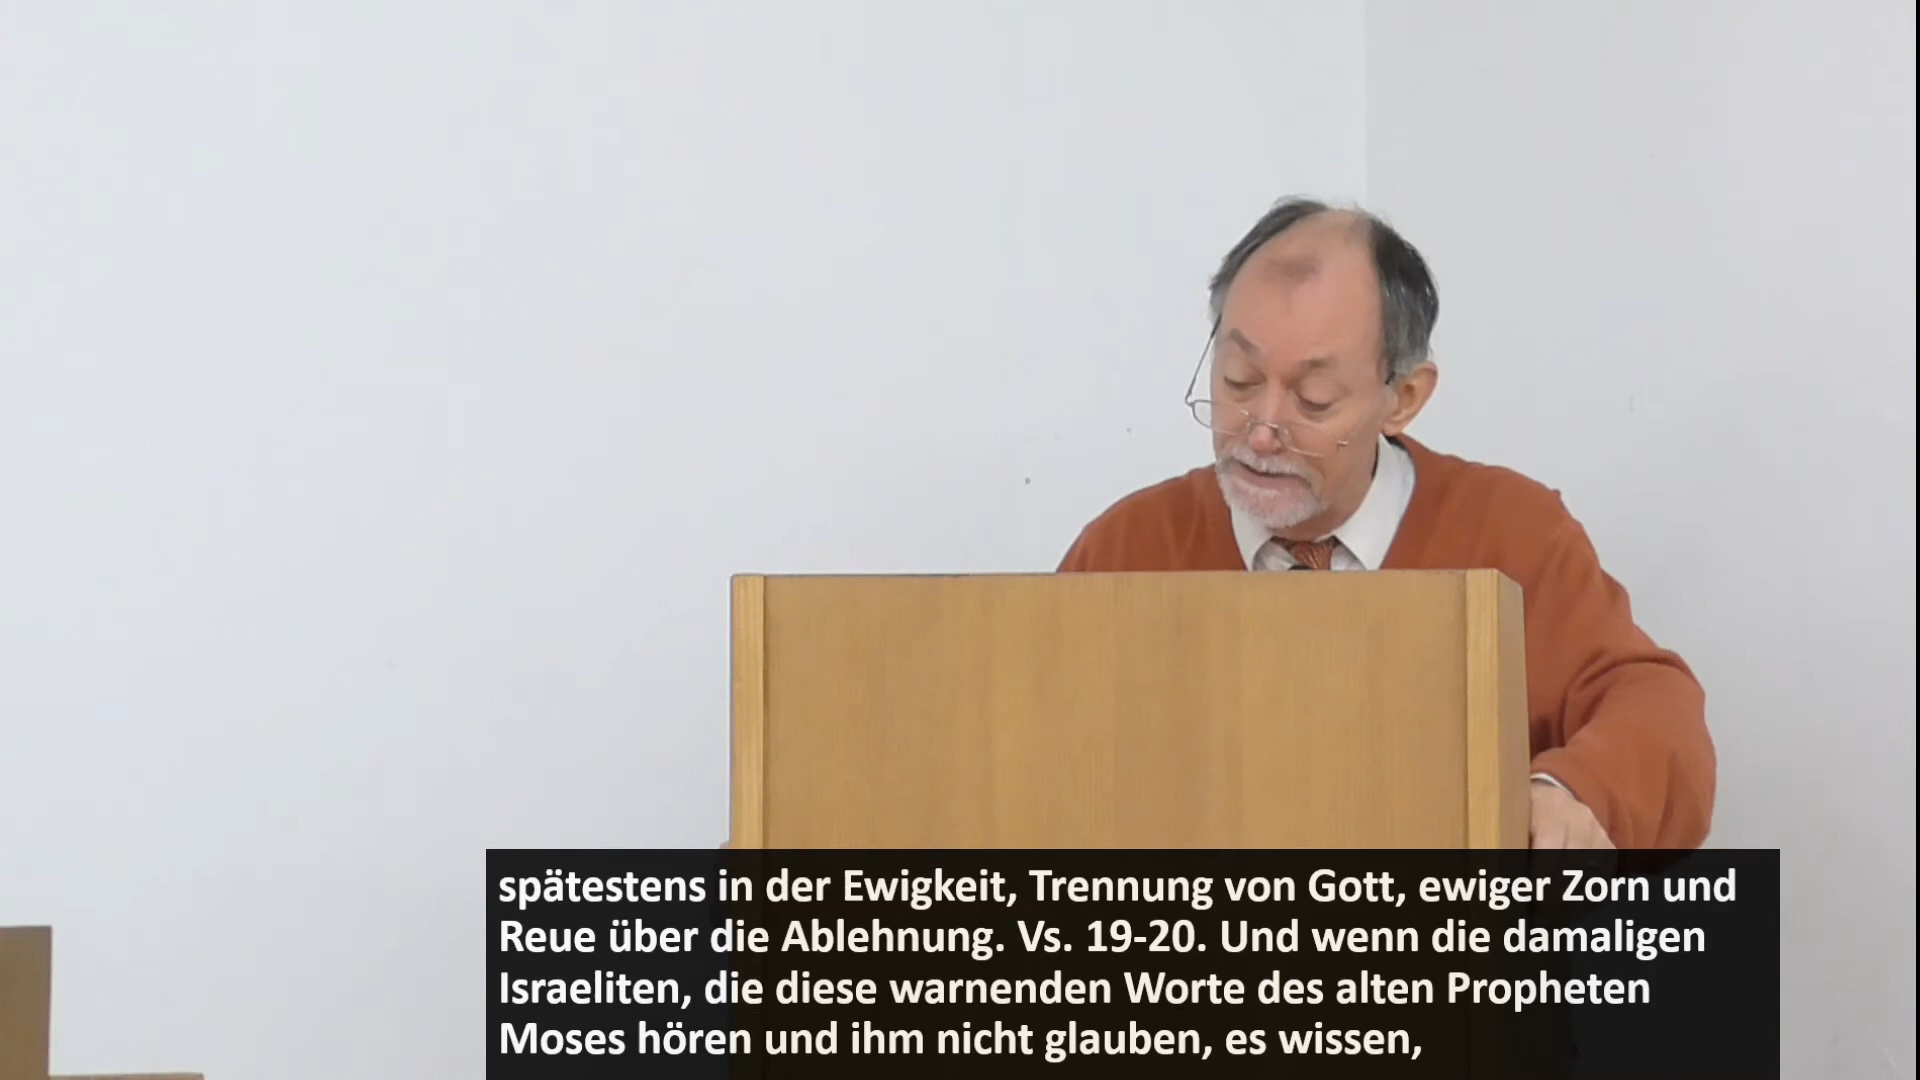 spätestens in der Ewigkeit, Trennung von Gott, ewiger Zorn und
Reue über die Ablehnung. Vs. 19-20. Und wenn die damaligen
Israeliten, die diese warnenden Worte des alten Propheten
Moses hören und ihm nicht glauben, es wissen,